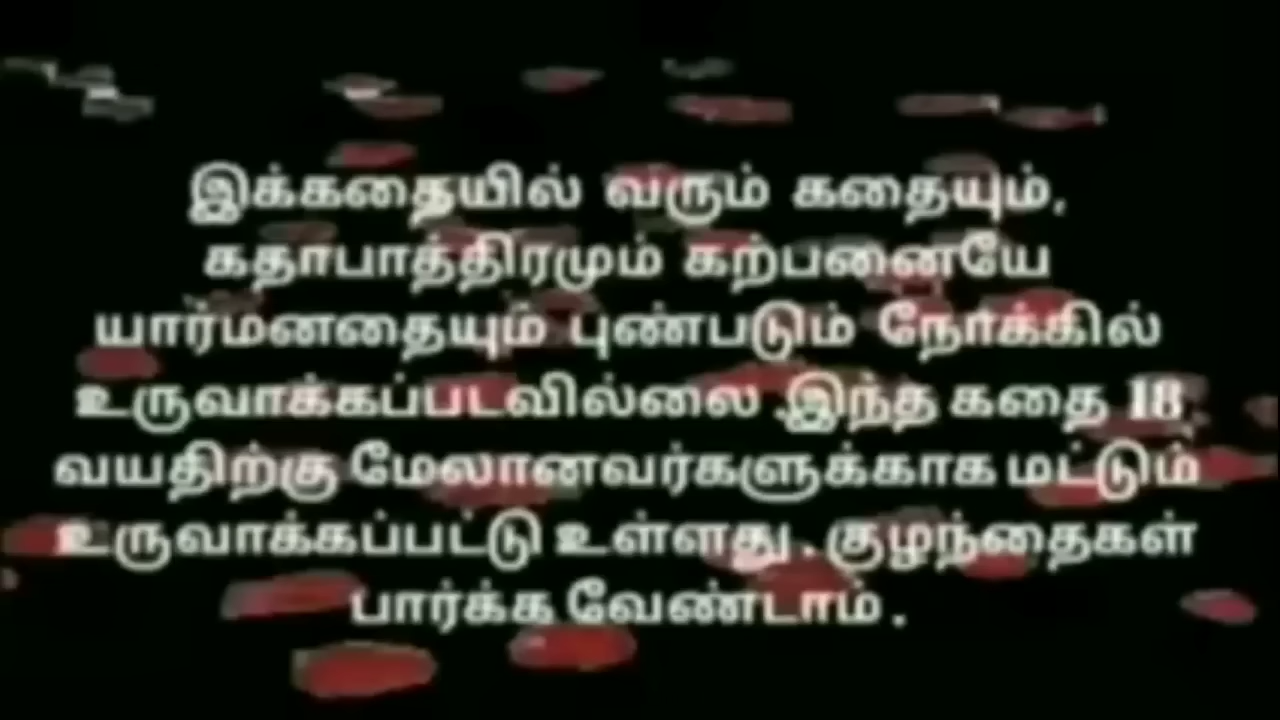 இக்கதையில் வரும் கதையும்,
கதாபாத்திரமும் கற்பனையே
யார்மனதையும் புண்படும் நோக்கில்
உருவாக்கப்படவில்லை .இந்த கதை 18
வயதிற்கு மேலானவர்களுக்காக மட்டும்
உருவாக்கப்பட்டு உள்ளது . குழந்தைகள்
பார்க்க வேண்டாம் .